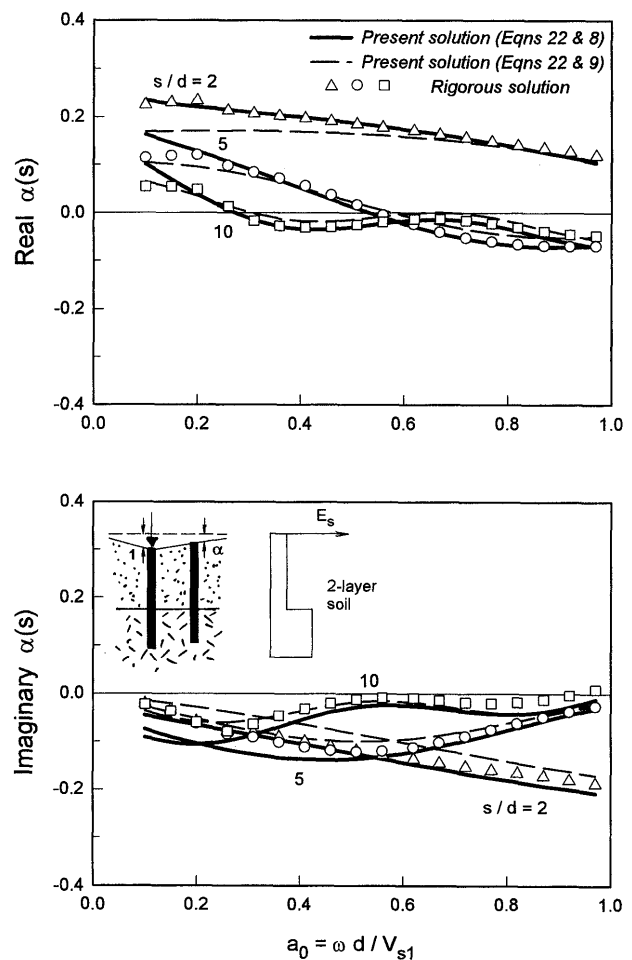 0.4
Present solution (Eqns 22 & 8)
Present solution (Eqns 22 & 9)
Rigorous solution
s / d = 2
0.2
5
0.0
10
-0.2
-0.4
Real α(s)
0.0 0.2 0.4 0.6 0.8 1.0
0.4
E_s
1
α
0.2
2-layer
soil
10
0.0
5
-0.2
s / d = 2
-0.4
Imaginary α(s)
0.0 0.2 0.4 0.6 0.8 1.0
a₀ = ω d / V_{s1}